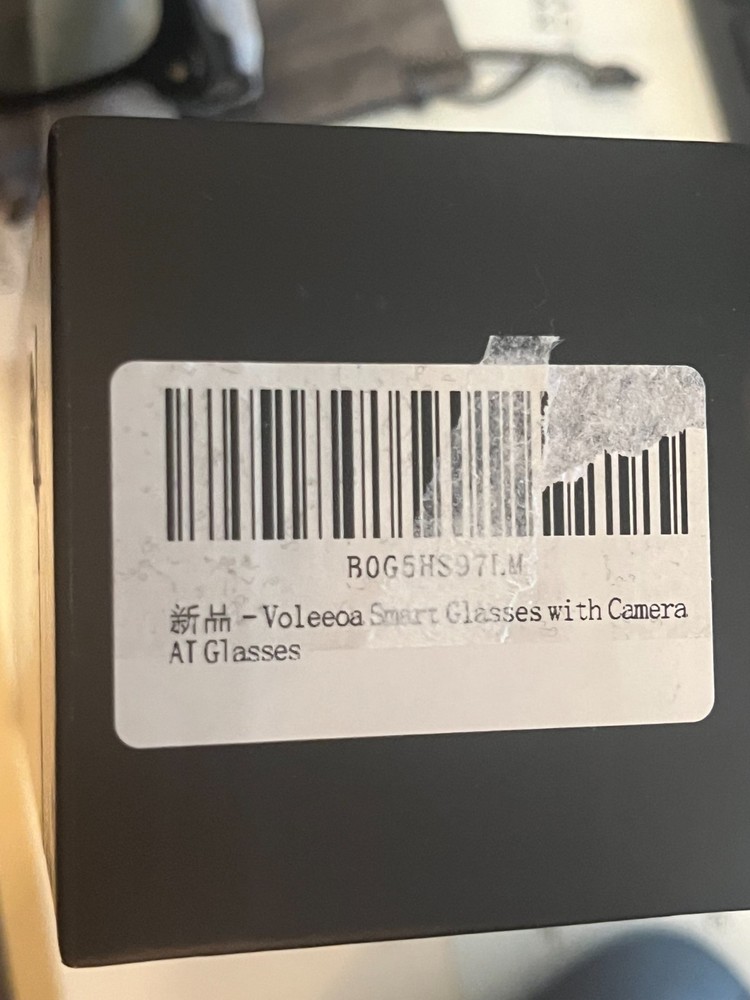 B0G5HS97LM
新品 - Voleeoa Smart Glasses with Camera
AI Glasses